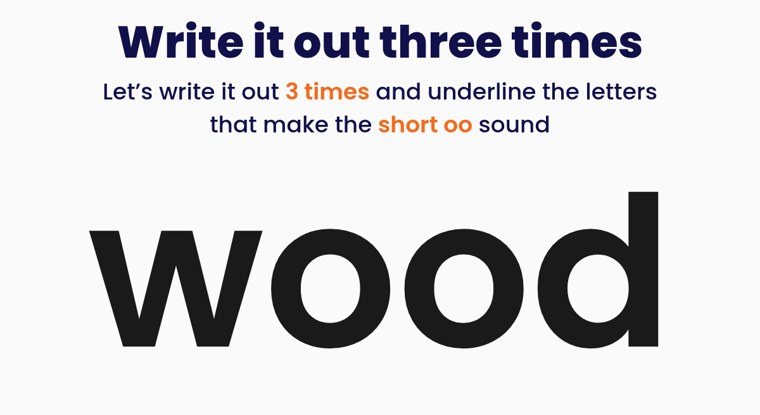 Write it out three times
Let’s write it out 3 times and underline the letters
that make the short oo sound
wood